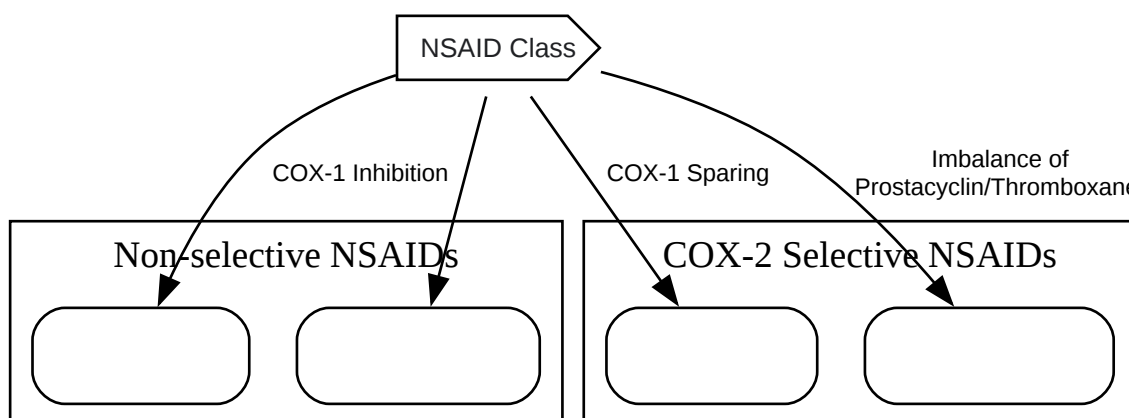 NSAID Class
COX-1 Inhibition
COX-1 Sparing
Imbalance of
Prostacyclin/Thromboxane
Non-selective NSAIDs
COX-2 Selective NSAIDs